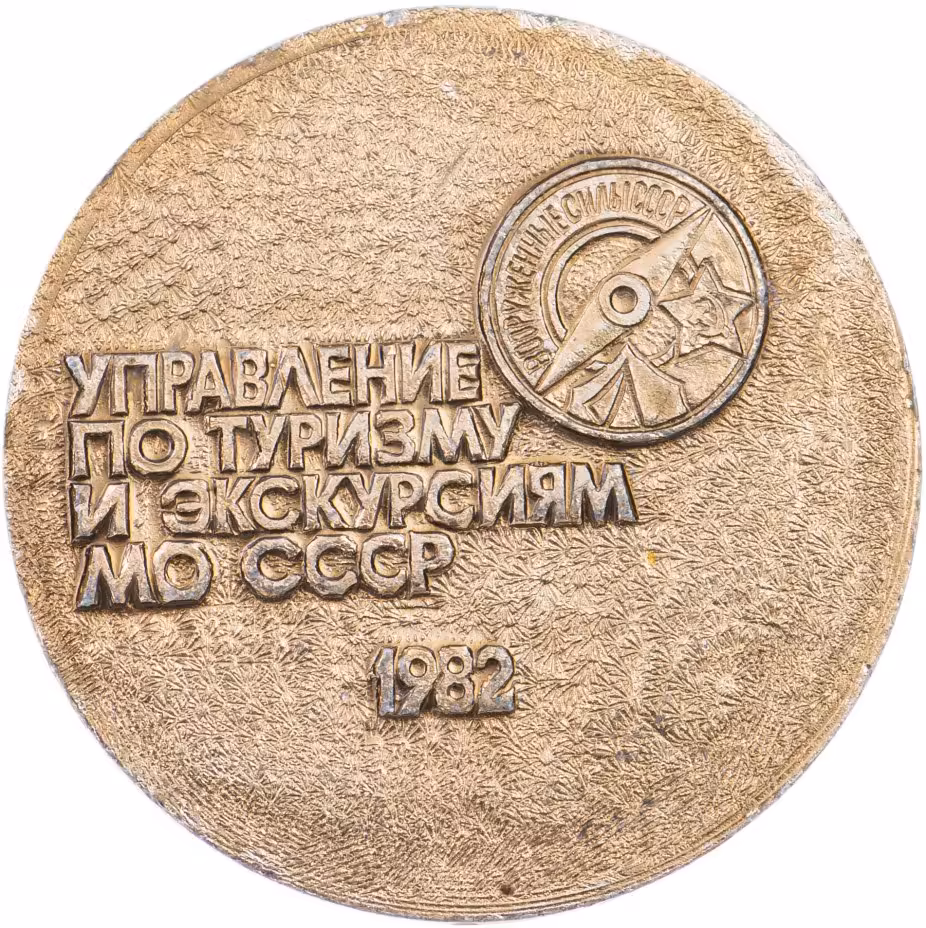 ВООРУЖЕННЫЕ СИЛЫ СССР
УПРАВЛЕНИЕ
ПО ТУРИЗМУ
И ЭКСКУРСИЯМ
МО СССР
1982